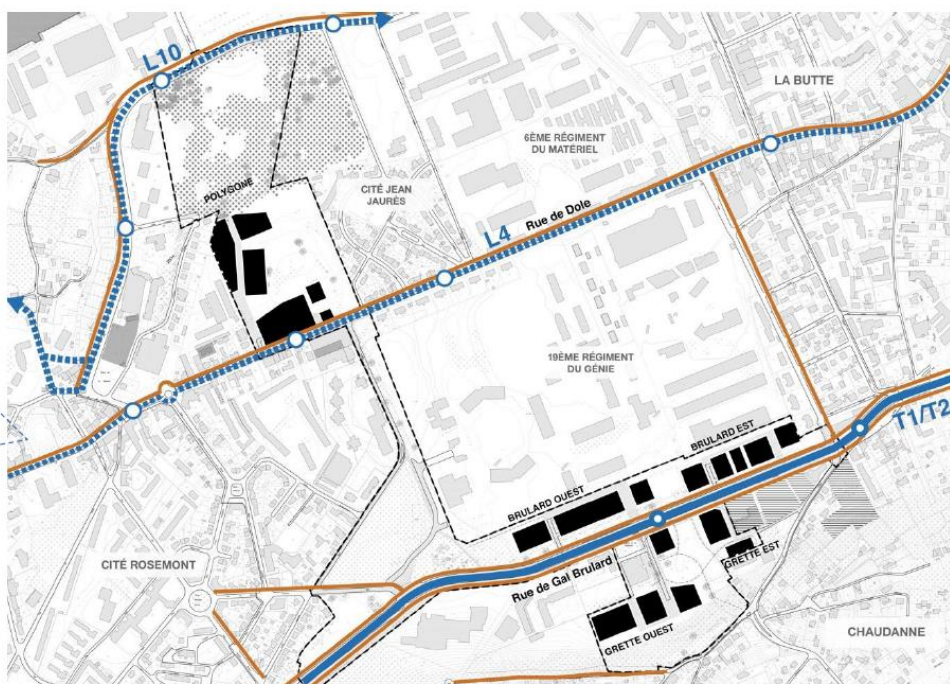 L10
LA BUTTE
6ÈME RÉGIMENT
DU MATÉRIEL
POLYGONE
CITÉ JEAN
JAURÈS
Rue de Dole
L4
19ÈME RÉGIMENT
DU GÉNIE
T1/T2
BRULARD EST
BRULARD OUEST
GRETTE EST
CITÉ ROSEMONT
Rue de Gal Brulard
GRETTE OUEST
CHAUDANNE